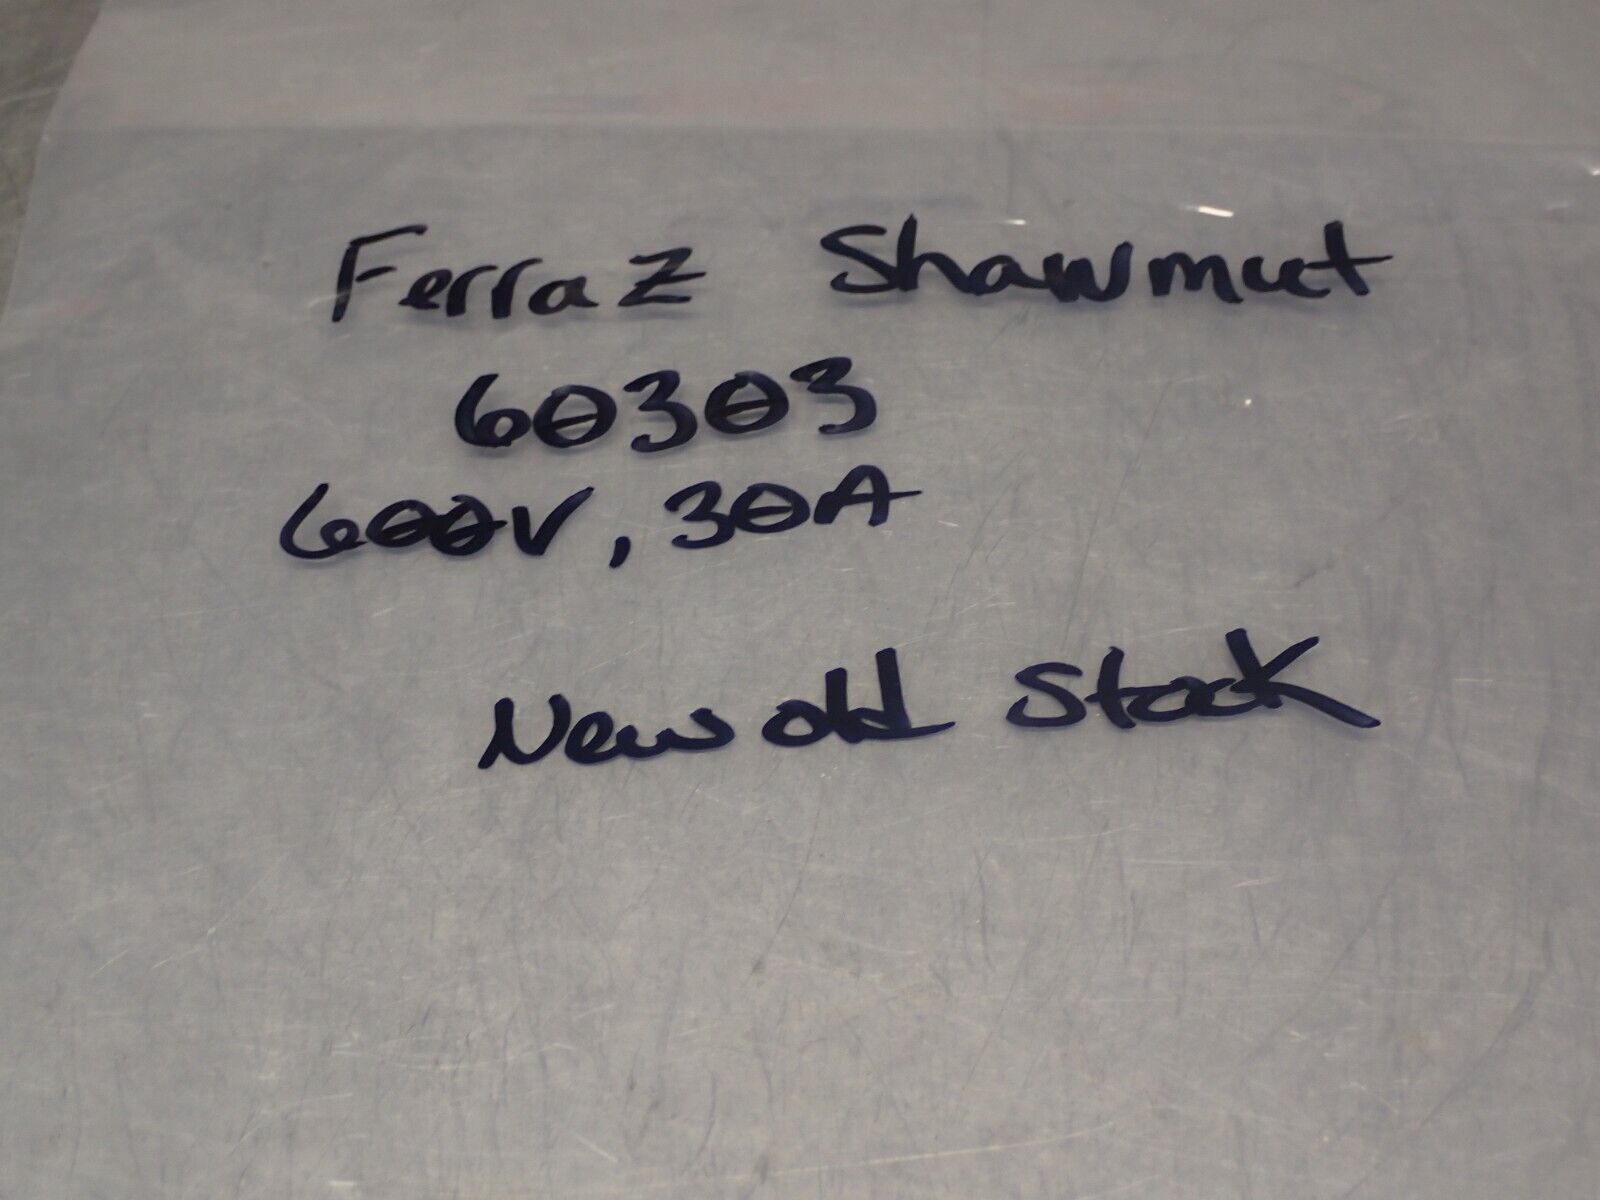 Ferraz Shawmut
60303
600V, 30A
New old Stock